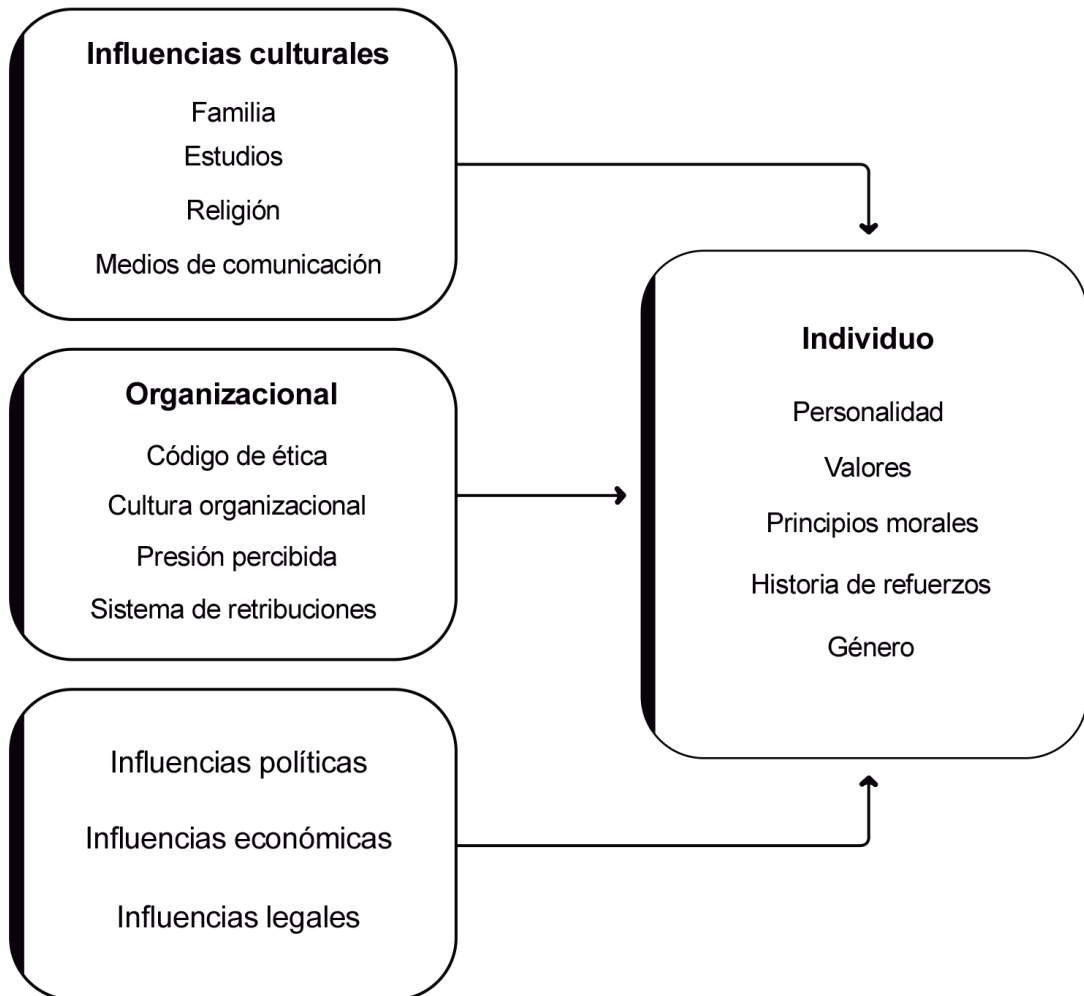 Influencias culturales
Familia
Estudios
Religión
Medios de comunicación
Organizacional
Código de ética
Cultura organizacional
Presión percibida
Sistema de retribuciones
Influencias políticas
Influencias económicas
Influencias legales
Individuo
Personalidad
Valores
Principios morales
Historia de refuerzos
Género